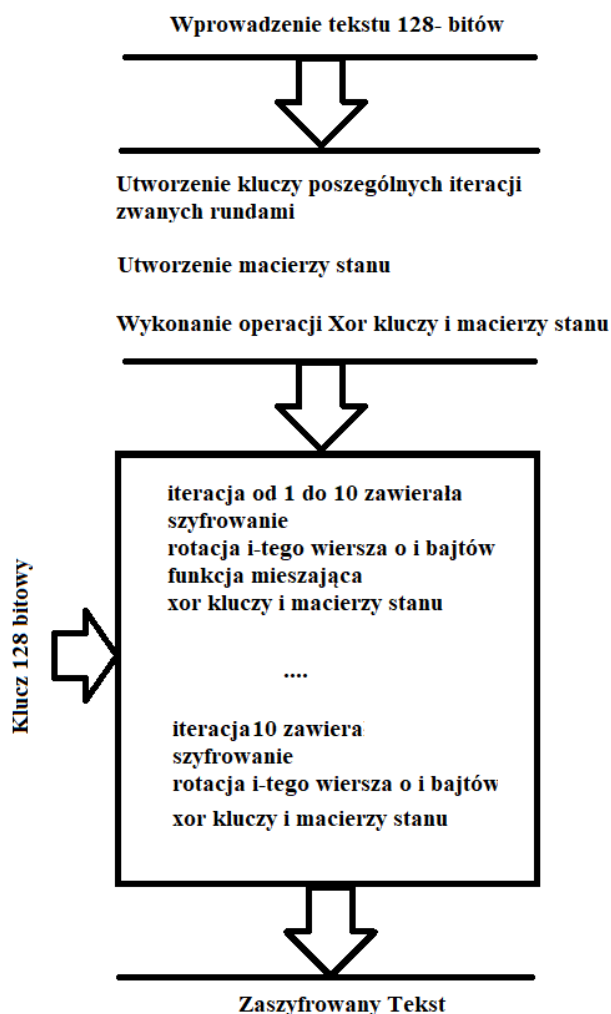 Wprowadzenie tekstu 128- bitów
Utworzenie kluczy poszególnych iteracji
zwanych rundami
Utworzenie macierzy stanu
Wykonanie operacji Xor kluczy i macierzy stanu
iteracja od 1 do 10 zawierała
szyfrowanie
rotacja i-tego wiersza o i bajtów
funkcja mieszająca
xor kluczy i macierzy stanu
Klucz 128 bitowy
....
iteracja10 zawiera
szyfrowanie
rotacja i-tego wiersza o i bajtów
xor kluczy i macierzy stanu
Zaszyfrowany Tekst